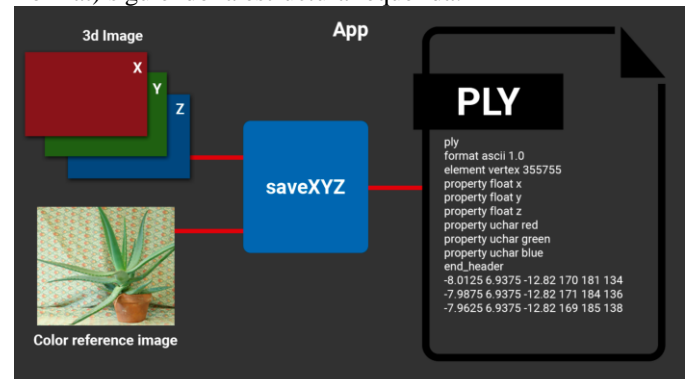 App
3d Image
X
Y
Z
saveXYZ
Color reference image
PLY
ply
format ascii 1.0
element vertex 355755
property float x
property float y
property float z
property uchar red
property uchar green
property uchar blue
end_header
-8.0125 6.9375 -12.82 170 181 134
-7.9875 6.9375 -12.82 171 184 136
-7.9625 6.9375 -12.82 169 185 138